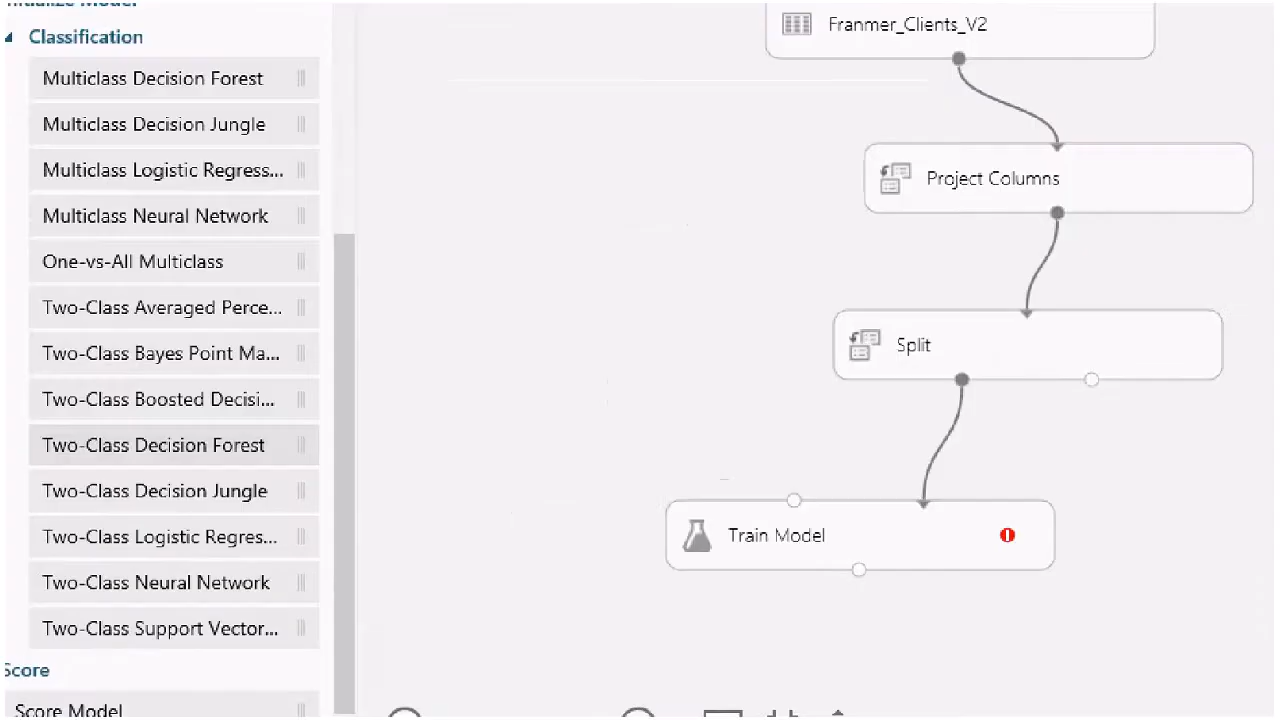 Initialize Model
Classification
Multiclass Decision Forest
Multiclass Decision Jungle
Multiclass Logistic Regress...
Multiclass Neural Network
One-vs-All Multiclass
Two-Class Averaged Perce...
Two-Class Bayes Point Ma...
Two-Class Boosted Decisi...
Two-Class Decision Forest
Two-Class Decision Jungle
Two-Class Logistic Regres...
Two-Class Neural Network
Two-Class Support Vector...
Score
Score Model
Franmer_Clients_V2
Project Columns
Split
Train Model